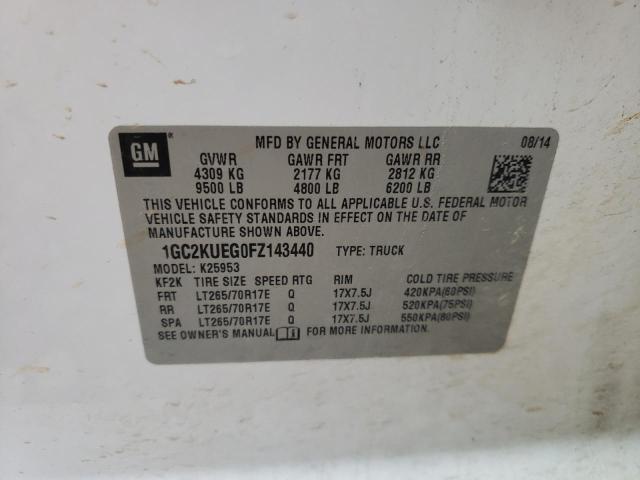 GM
MFD BY GENERAL MOTORS LLC 08/14
GVWR GAWR FRT GAWR RR
4309 KG 2177 KG 2812 KG
9500 LB 4800 LB 6200 LB
THIS VEHICLE CONFORMS TO ALL APPLICABLE U.S. FEDERAL MOTOR
VEHICLE SAFETY STANDARDS IN EFFECT ON THE DATE OF
MANUFACTURE SHOWN ABOVE.
1GC2KUEG0FZ143440 TYPE: TRUCK
MODEL: K25953
KF2K TIRE SIZE SPEED RTG RIM COLD TIRE PRESSURE
FRT LT265/70R17E Q 17X7.5J 420KPA(60PSI)
RR LT265/70R17E Q 17X7.5J 520KPA(75PSI)
SPA LT265/70R17E Q 17X7.5J 550KPA(80PSI)
SEE OWNER'S MANUAL FOR MORE INFORMATION.